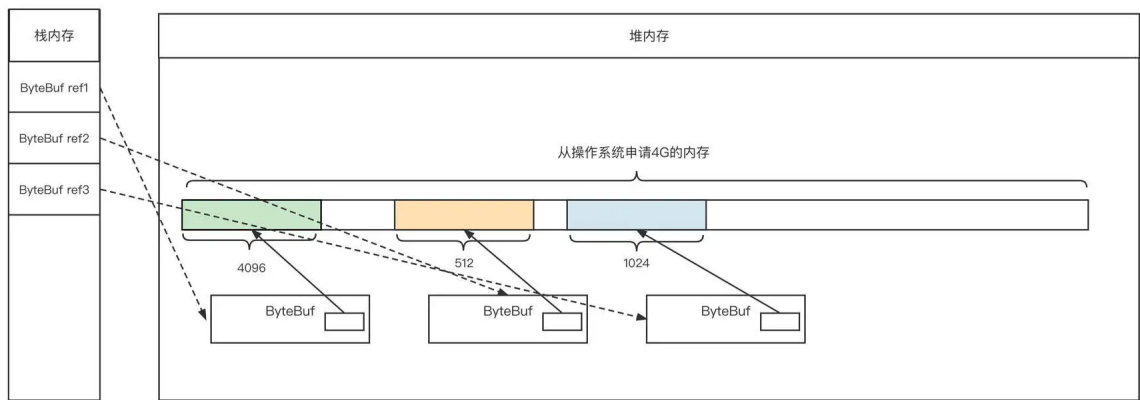 栈内存
堆内存
ByteBuf ref1
ByteBuf ref2
ByteBuf ref3
从操作系统申请4G的内存
4096
512
1024
ByteBuf
ByteBuf
ByteBuf